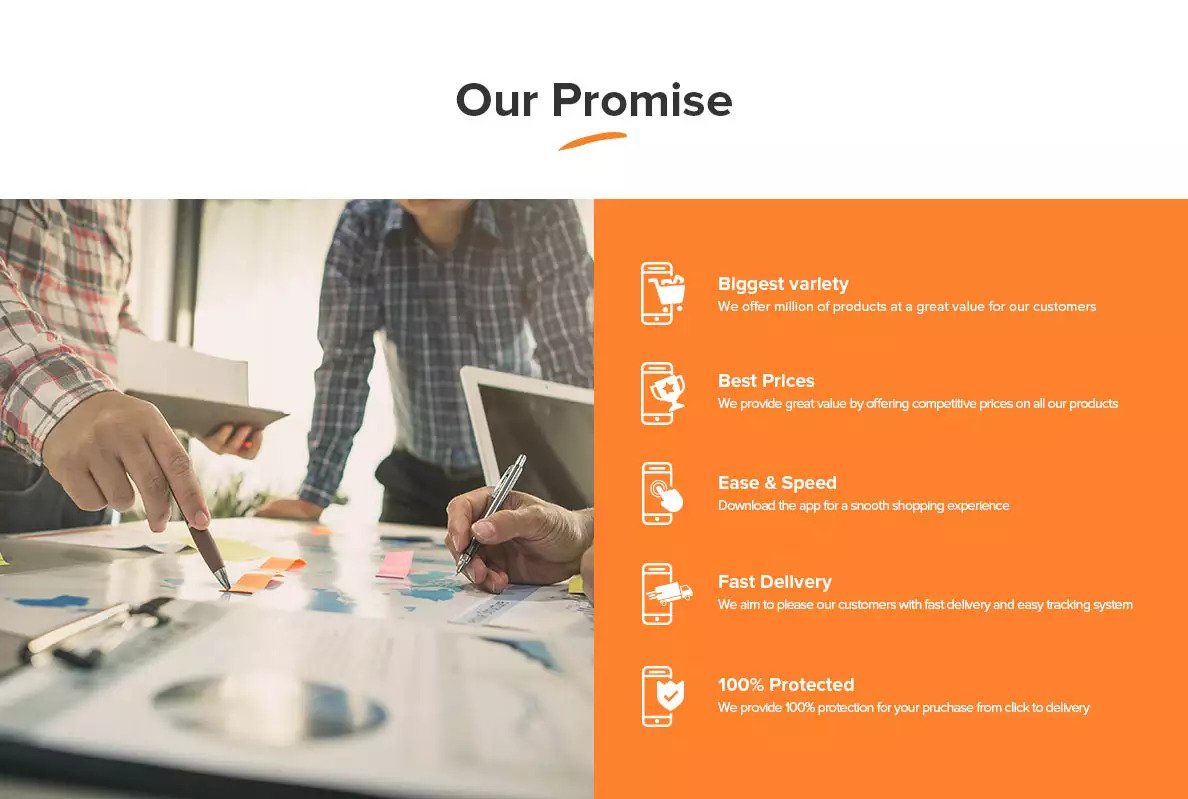 Our Promise
Biggest variety
We offer million of products at a great value for our customers
Best Prices
We provide great value by offering competitive prices on all our products
Ease & Speed
Download the app for a snooth shopping experience
Fast Delivery
We aim to please our customers with fast delivery and easy tracking system
100% Protected
We provide 100% protection for your pruchase from click to delivery